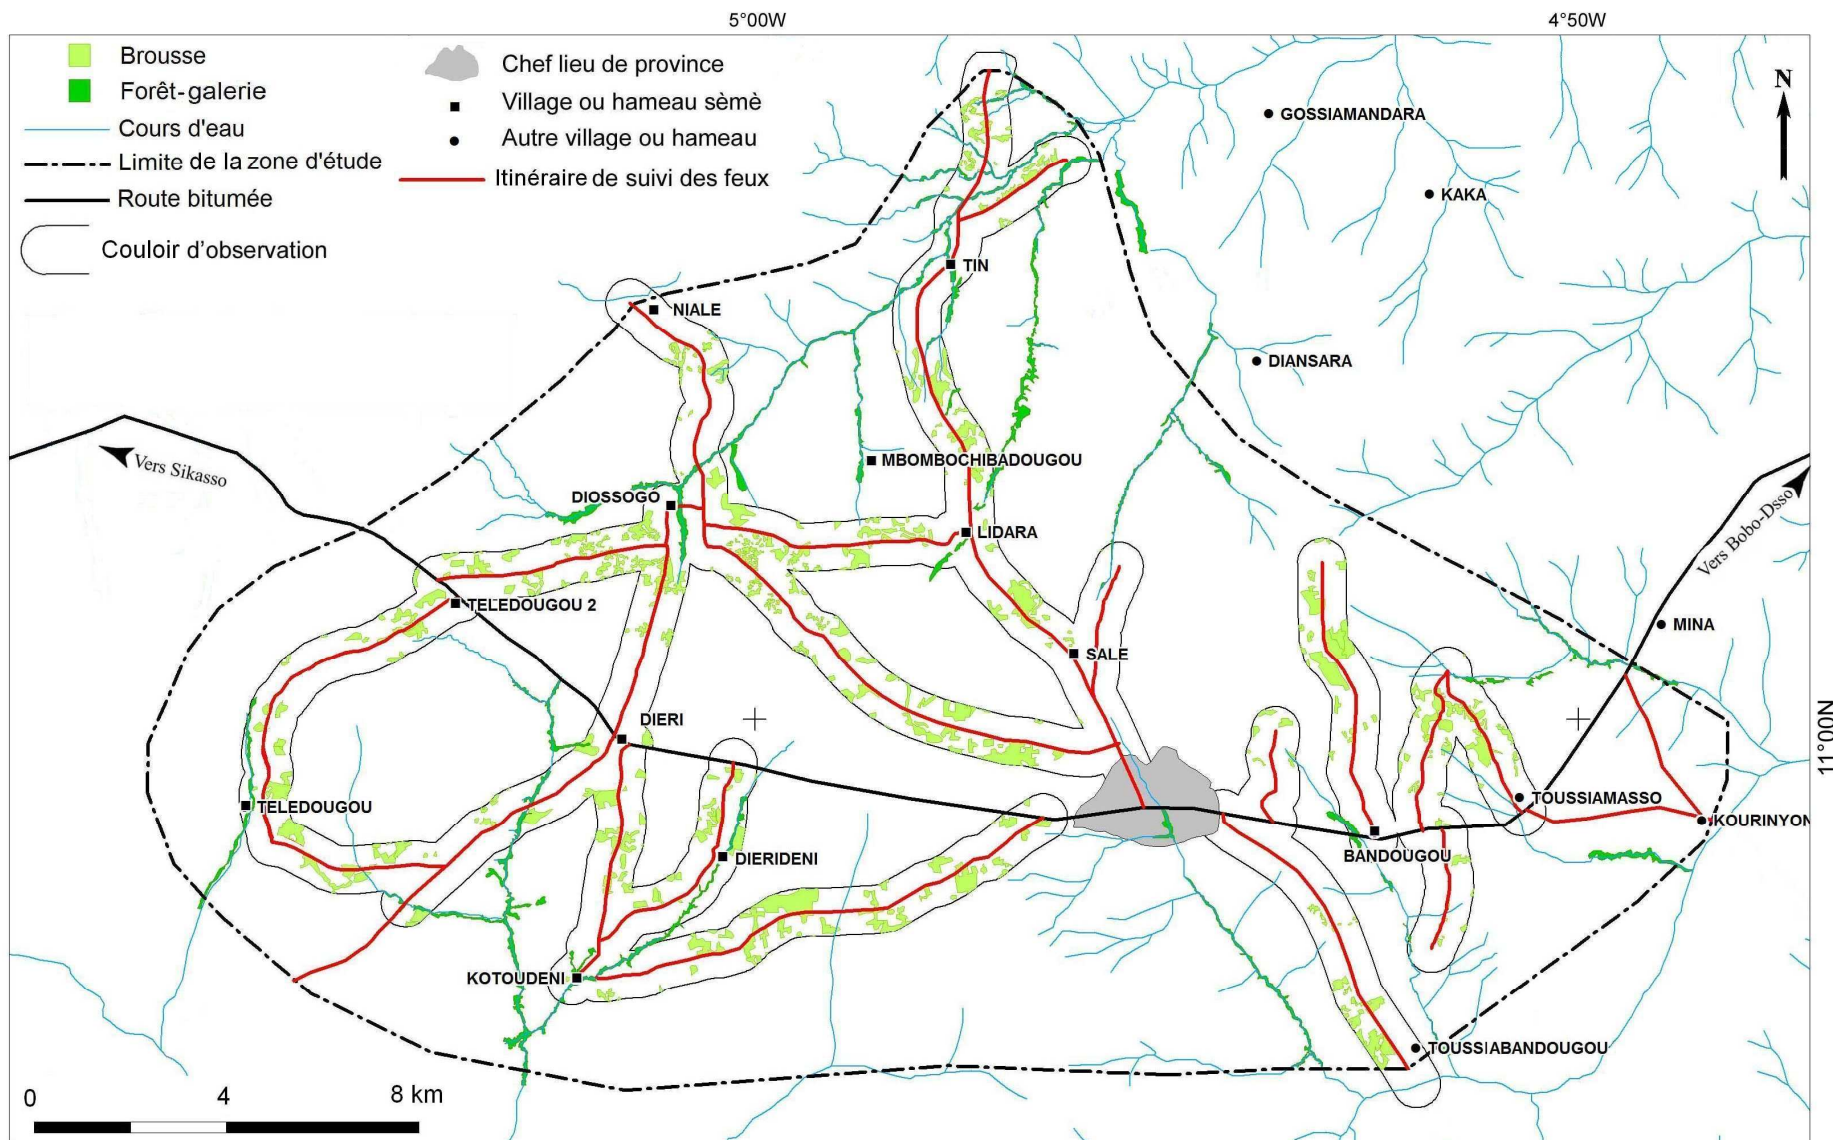 5°00W
4°50W
Brousse
Forêt-galerie
Cours d'eau
Limite de la zone d'étude
Route bitumée
Couloir d'observation
Chef lieu de province
Village ou hameau sèmè
Autre village ou hameau
Itinéraire de suivi des feux
N
GOSSIAMANDARA
KAKA
TIN
NIALE
DIANSARA
Vers Sikasso
MBOMBOCHIBADOUGOU
DIOSSOGO
Vers Bobo-Dsso
LIDARA
TELEDOUGOU 2
MINA
SALE
DIERI
11°00N
TELEDOUGOU
TOUSSIAMASSO
KOURINYON
DIERIDENI
BANDOUGOU
KOTOUDENI
TOUSSIABANDOUGOU
0 4 8 km